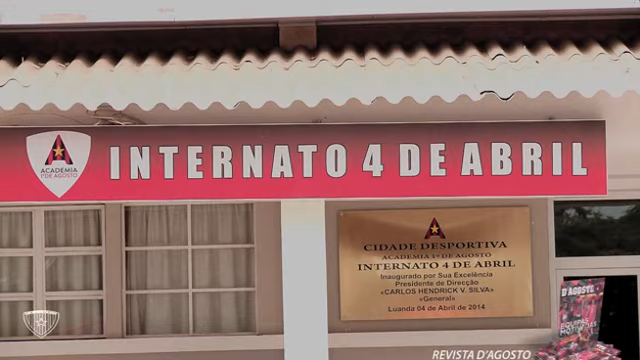 ACADEMIA
1º DE AGOSTO
INTERNATO 4 DE ABRIL
CIDADE DESPORTIVA
ACADEMIA 1º DE AGOSTO
INTERNATO 4 DE ABRIL
Inaugurado por Sua Excelência
Presidente de Direcção
«CARLOS HENDRICK V. SILVA»
«General»
Luanda 04 de Abril de 2014
D'AGOSTO
EQUIPAS
REVISTA D'AGOSTO